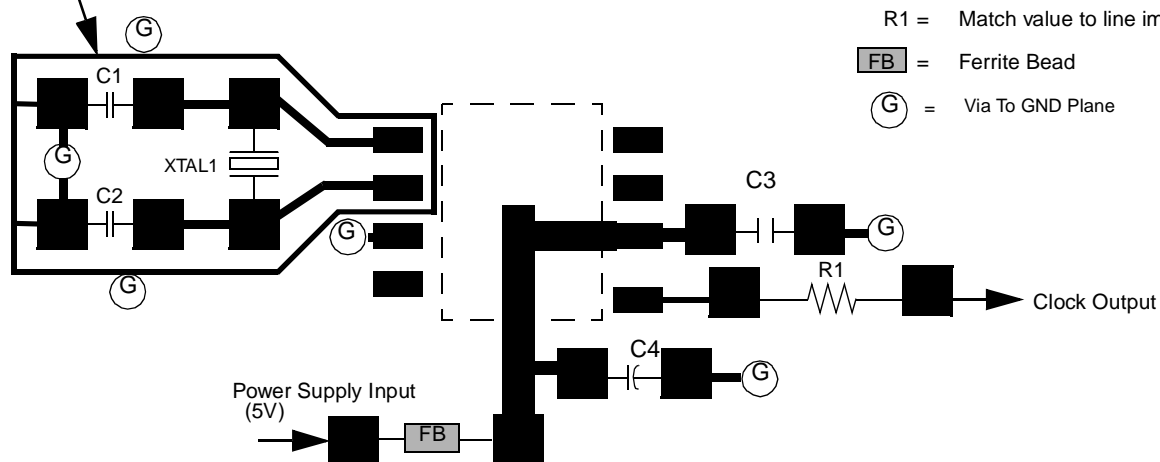 G
R1 = Match value to line im
FB = Ferrite Bead
G = Via To GND Plane
C1
G
XTAL1
C2
C3
G
G
G
R1
Clock Output
C4
G
Power Supply Input
(5V)
FB